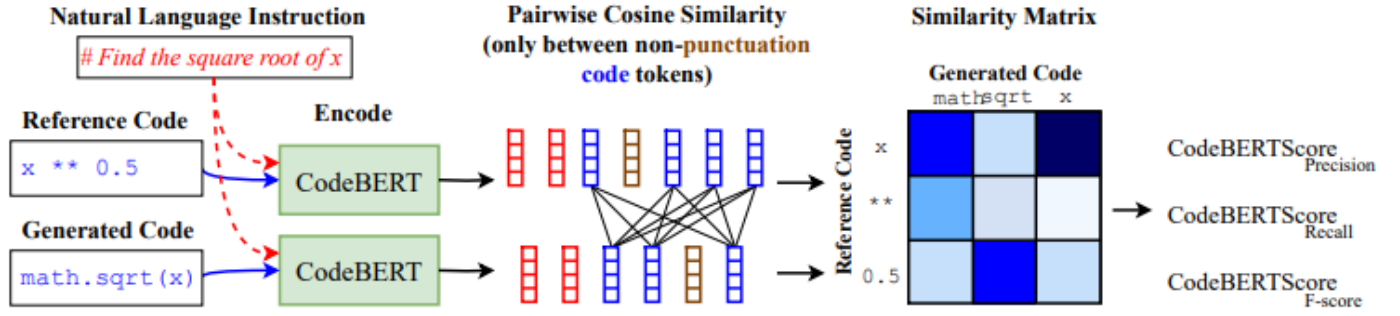 Natural Language Instruction
# Find the square root of x
Reference Code
x ** 0.5
Generated Code
math.sqrt(x)
Encode
CodeBERT
CodeBERT
Pairwise Cosine Similarity
(only between non-punctuation
code tokens)
Similarity Matrix
Generated Code
math sqrt x
Reference Code
x
**
0.5
CodeBERTScore Precision
CodeBERTScore Recall
CodeBERTScore F-score